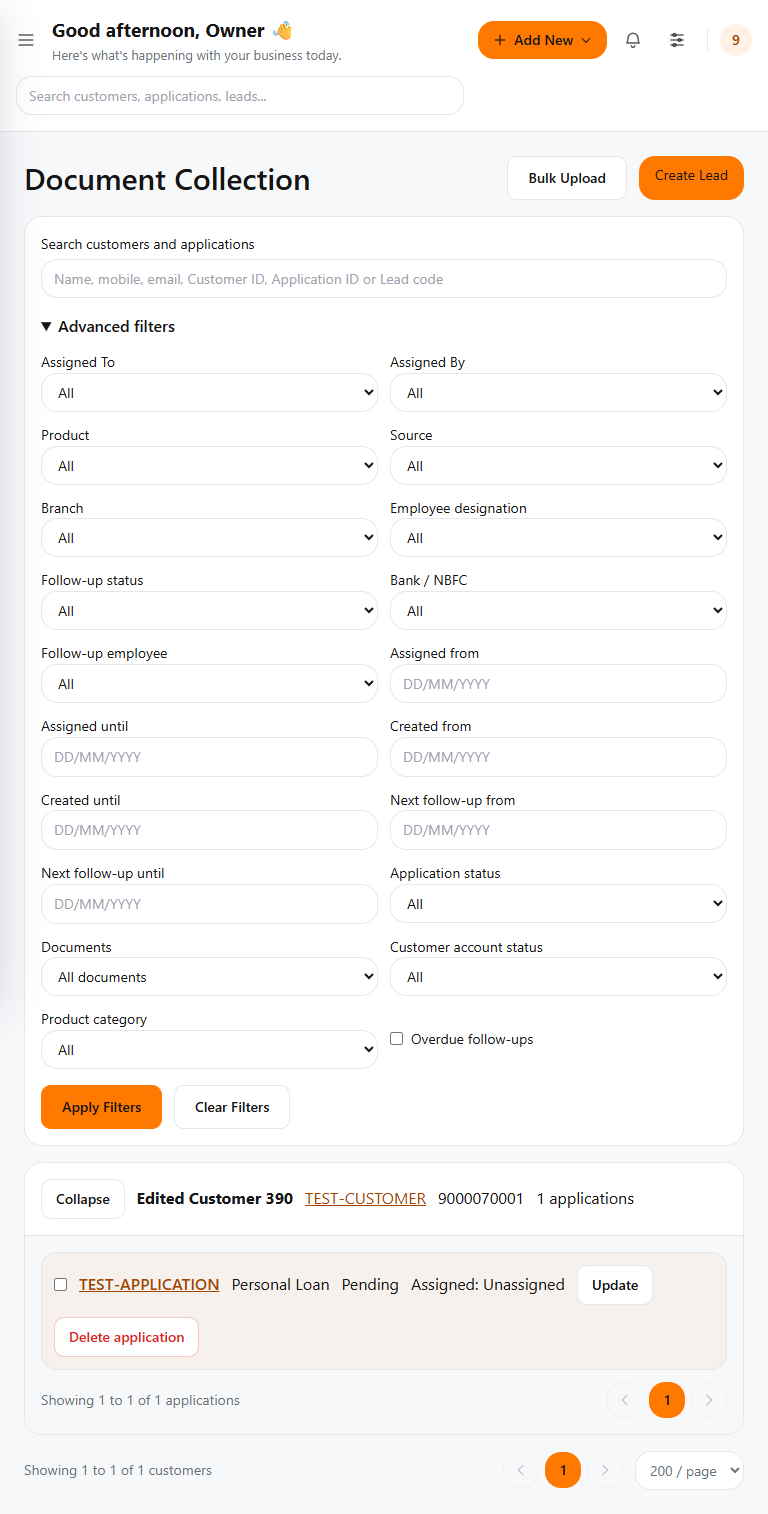 Good afternoon, Owner 👋
Here's what's happening with your business today.
Add New
9
Search customers, applications, leads...
Document Collection
Bulk Upload
Create Lead
Search customers and applications
Name, mobile, email, Customer ID, Application ID or Lead code
▼ Advanced filters
Assigned To
Assigned By
All
All
Product
Source
All
All
Branch
Employee designation
All
All
Follow-up status
Bank / NBFC
All
All
Follow-up employee
Assigned from
All
DD/MM/YYYY
Assigned until
Created from
DD/MM/YYYY
DD/MM/YYYY
Created until
Next follow-up from
DD/MM/YYYY
DD/MM/YYYY
Next follow-up until
Application status
DD/MM/YYYY
All
Documents
Customer account status
All documents
All
Product category
All
Overdue follow-ups
Apply Filters
Clear Filters
Collapse Edited Customer 390 TEST-CUSTOMER 9000070001 1 applications
TEST-APPLICATION Personal Loan Pending Assigned: Unassigned Update
Delete application
Showing 1 to 1 of 1 applications
1
Showing 1 to 1 of 1 customers
1
200 / page